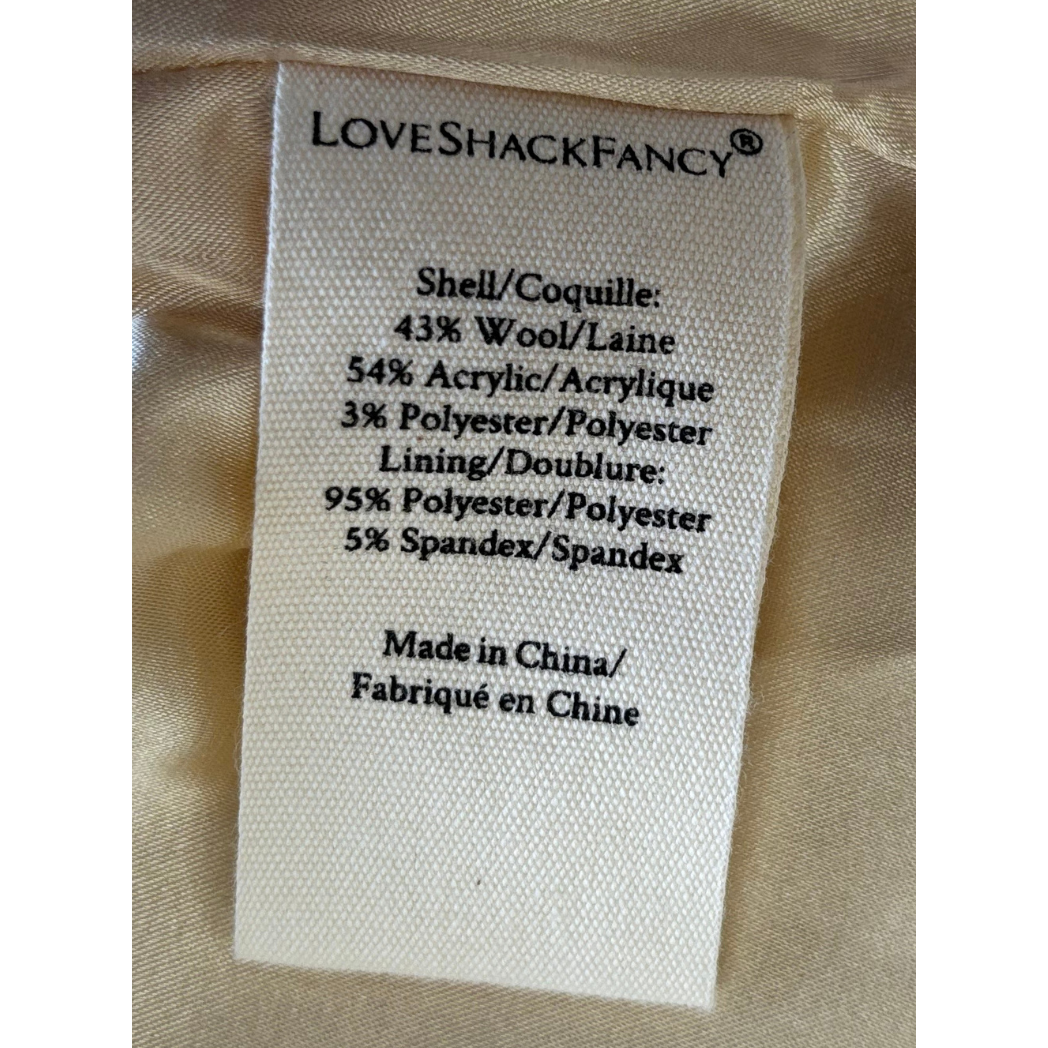 LOVESHACKFANCY®
Shell/Coquille:
43% Wool/Laine
54% Acrylic/Acrylique
3% Polyester/Polyester
Lining/Doublure:
95% Polyester/Polyester
5% Spandex/Spandex
Made in China/
Fabriqué en Chine